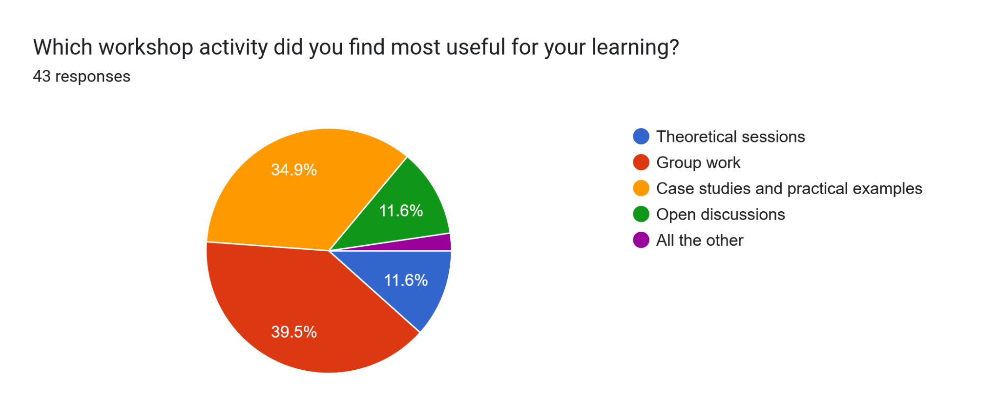 Which workshop activity did you find most useful for your learning?
43 responses
34.9%
11.6%
11.6%
39.5%
Theoretical sessions
Group work
Case studies and practical examples
Open discussions
All the other